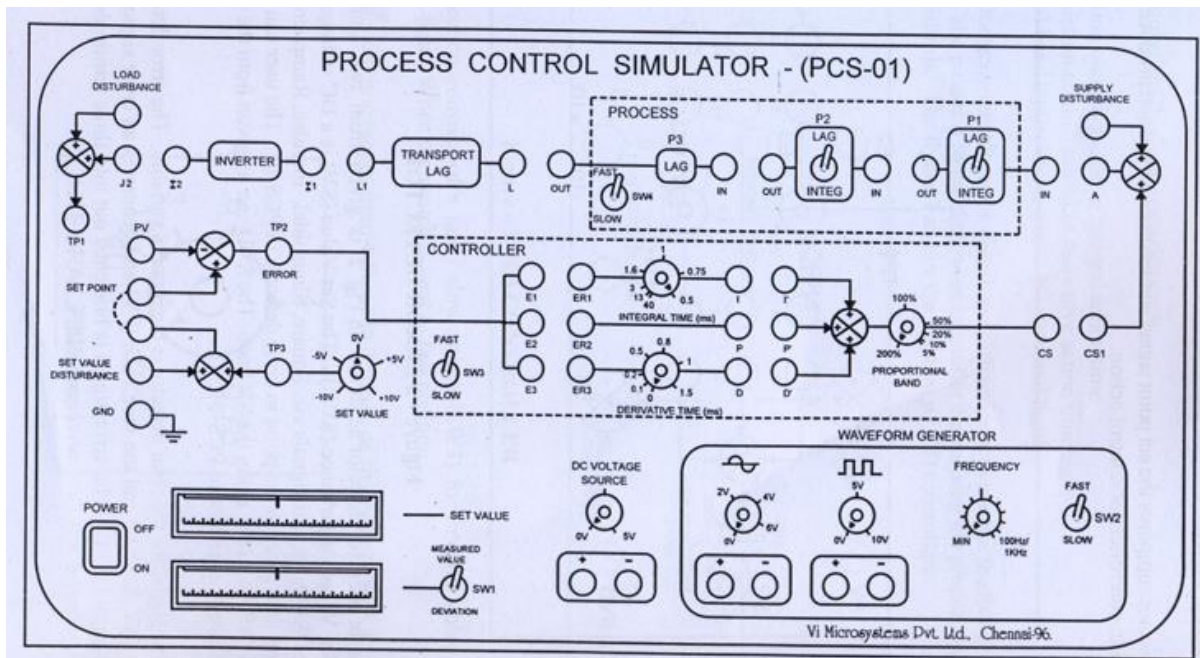 PROCESS CONTROL SIMULATOR - (PCS-01)
LOAD
DISTURBANCE
J2
TP1
Σ2
INVERTER
Σ1
L1
TRANSPORT
LAG
L
PROCESS
OUT
FAST
SW4
SLOW
P3
LAG
IN
P2
LAG
INTEG
OUT
IN
P1
LAG
INTEG
OUT
IN
SUPPLY
DISTURBANCE
A
PV
TP2
ERROR
SET POINT
SET VALUE
DISTURBANCE
TP3
-10V
-5V
0V
+5V
+10V
SET VALUE
GND
CONTROLLER
FAST
SW3
SLOW
E1
E2
E3
ER1
ER2
ER3
40
13
3
1.6
1
0.75
0.5
INTEGRAL TIME (ms)
0
0.1
0.2
0.5
0.8
1
1.5
DERIVATIVE TIME (ms)
I
P
D
I'
P'
D'
200%
100%
50%
20%
10%
5%
PROPORTIONAL
BAND
CS
CS1
POWER
OFF
ON
SET VALUE
MEASURED
VALUE
SW1
DEVIATION
DC VOLTAGE
SOURCE
0V
5V
+
-
WAVEFORM GENERATOR
0V
2V
4V
6V
+
-
0V
5V
10V
+
-
FREQUENCY
MIN
100Hz/
1KHz
FAST
SW2
SLOW
Vi Microsystems Pvt. Ltd., Chennai-96.